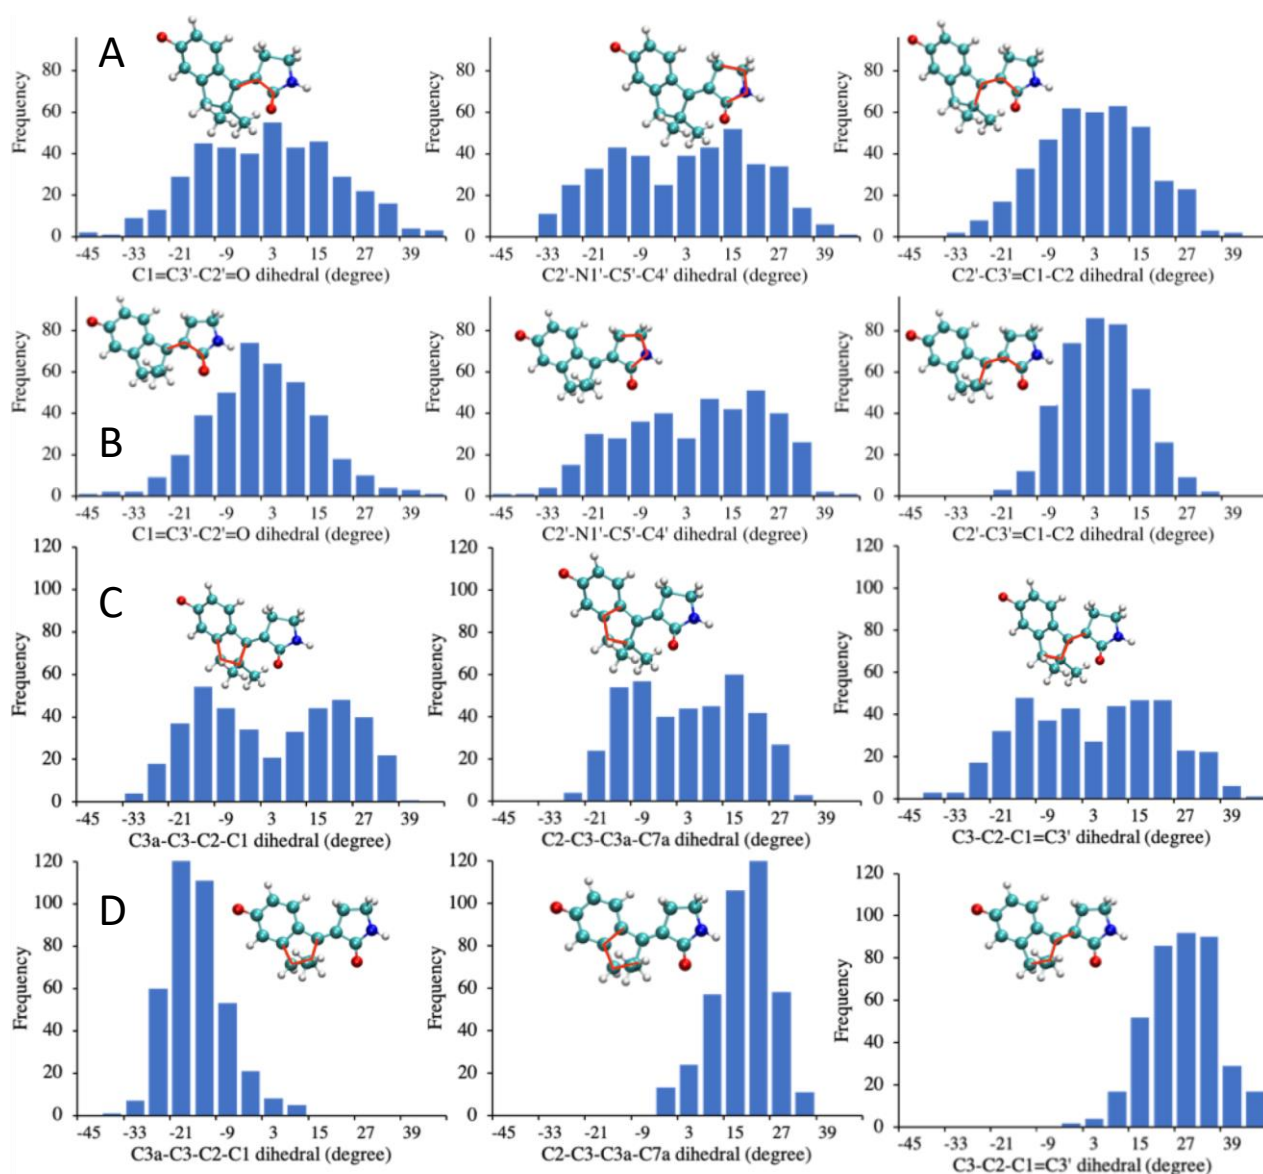 A
Frequency
80
60
40
20
0
-45 -33 -21 -9 3 15 27 39
C1=C3'-C2'=O dihedral (degree)
Frequency
80
60
40
20
0
-45 -33 -21 -9 3 15 27 39
C2'-N1'-C5'-C4' dihedral (degree)
Frequency
80
60
40
20
0
-33 -21 -9 3 15 27 39
C2'-C3'=C1-C2 dihedral (degree)
B
Frequency
80
60
40
20
0
-45 -33 -21 -9 3 15 27 39
C1=C3'-C2'=O dihedral (degree)
Frequency
80
60
40
20
0
-45 -33 -21 -9 3 15 27 39
C2'-N1'-C5'-C4' dihedral (degree)
Frequency
80
60
40
20
0
-45 -33 -21 -9 3 15 27 39
C2'-C3'=C1-C2 dihedral (degree)
C
Frequency
120
100
80
60
40
20
0
-45 -33 -21 -9 3 15 27 39
C3a-C3-C2-C1 dihedral (degree)
Frequency
120
100
80
60
40
20
0
-45 -33 -21 -9 3 15 27 39
C2-C3-C3a-C7a dihedral (degree)
Frequency
120
100
80
60
40
20
0
-45 -33 -21 -9 3 15 27 39
C3-C2-C1=C3' dihedral (degree)
D
Frequency
120
100
80
60
40
20
0
-45 -33 -21 -9 3 15 27 39
C3a-C3-C2-C1 dihedral (degree)
Frequency
120
100
80
60
40
20
0
-45 -33 -21 -9 3 15 27 39
C2-C3-C3a-C7a dihedral (degree)
Frequency
120
100
80
60
40
20
0
-45 -33 -21 -9 3 15 27 39
C3-C2-C1=C3' dihedral (degree)